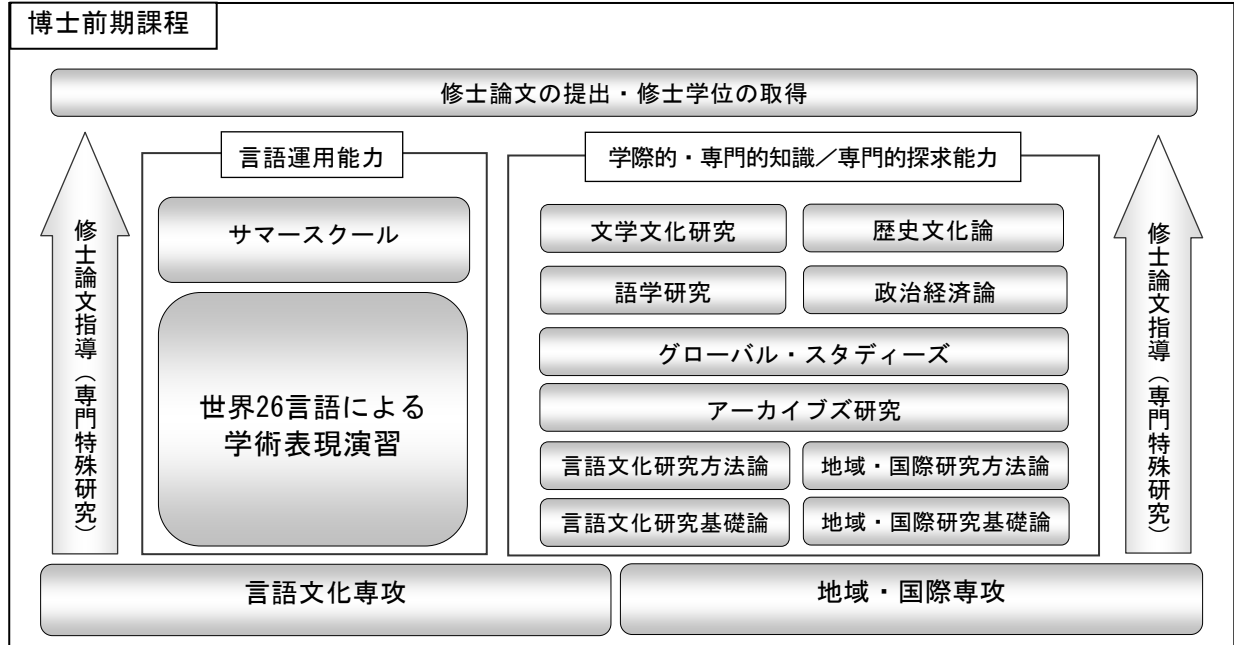 博士前期課程
修士論文の提出・修士学位の取得
修士論文指導（専門特殊研究）
言語運用能力
サマースクール
世界26言語による
学術表現演習
学際的・専門的知識／専門的探求能力
文学文化研究
歴史文化論
語学研究
政治経済論
グローバル・スタディーズ
アーカイブズ研究
言語文化研究方法論
地域・国際研究方法論
言語文化研究基礎論
地域・国際研究基礎論
修士論文指導（専門特殊研究）
言語文化専攻
地域・国際専攻